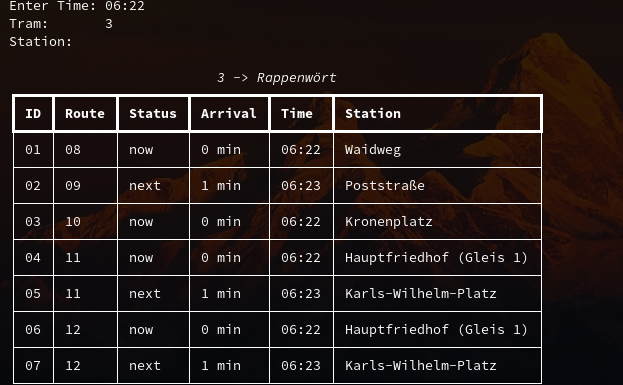 Enter Time: 06:22
Tram: 3
Station:
3 -> Rappenwört
ID Route Status Arrival Time Station
01 08 now 0 min 06:22 Waidweg
02 09 next 1 min 06:23 Poststraße
03 10 now 0 min 06:22 Kronenplatz
04 11 now 0 min 06:22 Hauptfriedhof (Gleis 1)
05 11 next 1 min 06:23 Karls-Wilhelm-Platz
06 12 now 0 min 06:22 Hauptfriedhof (Gleis 1)
07 12 next 1 min 06:23 Karls-Wilhelm-Platz